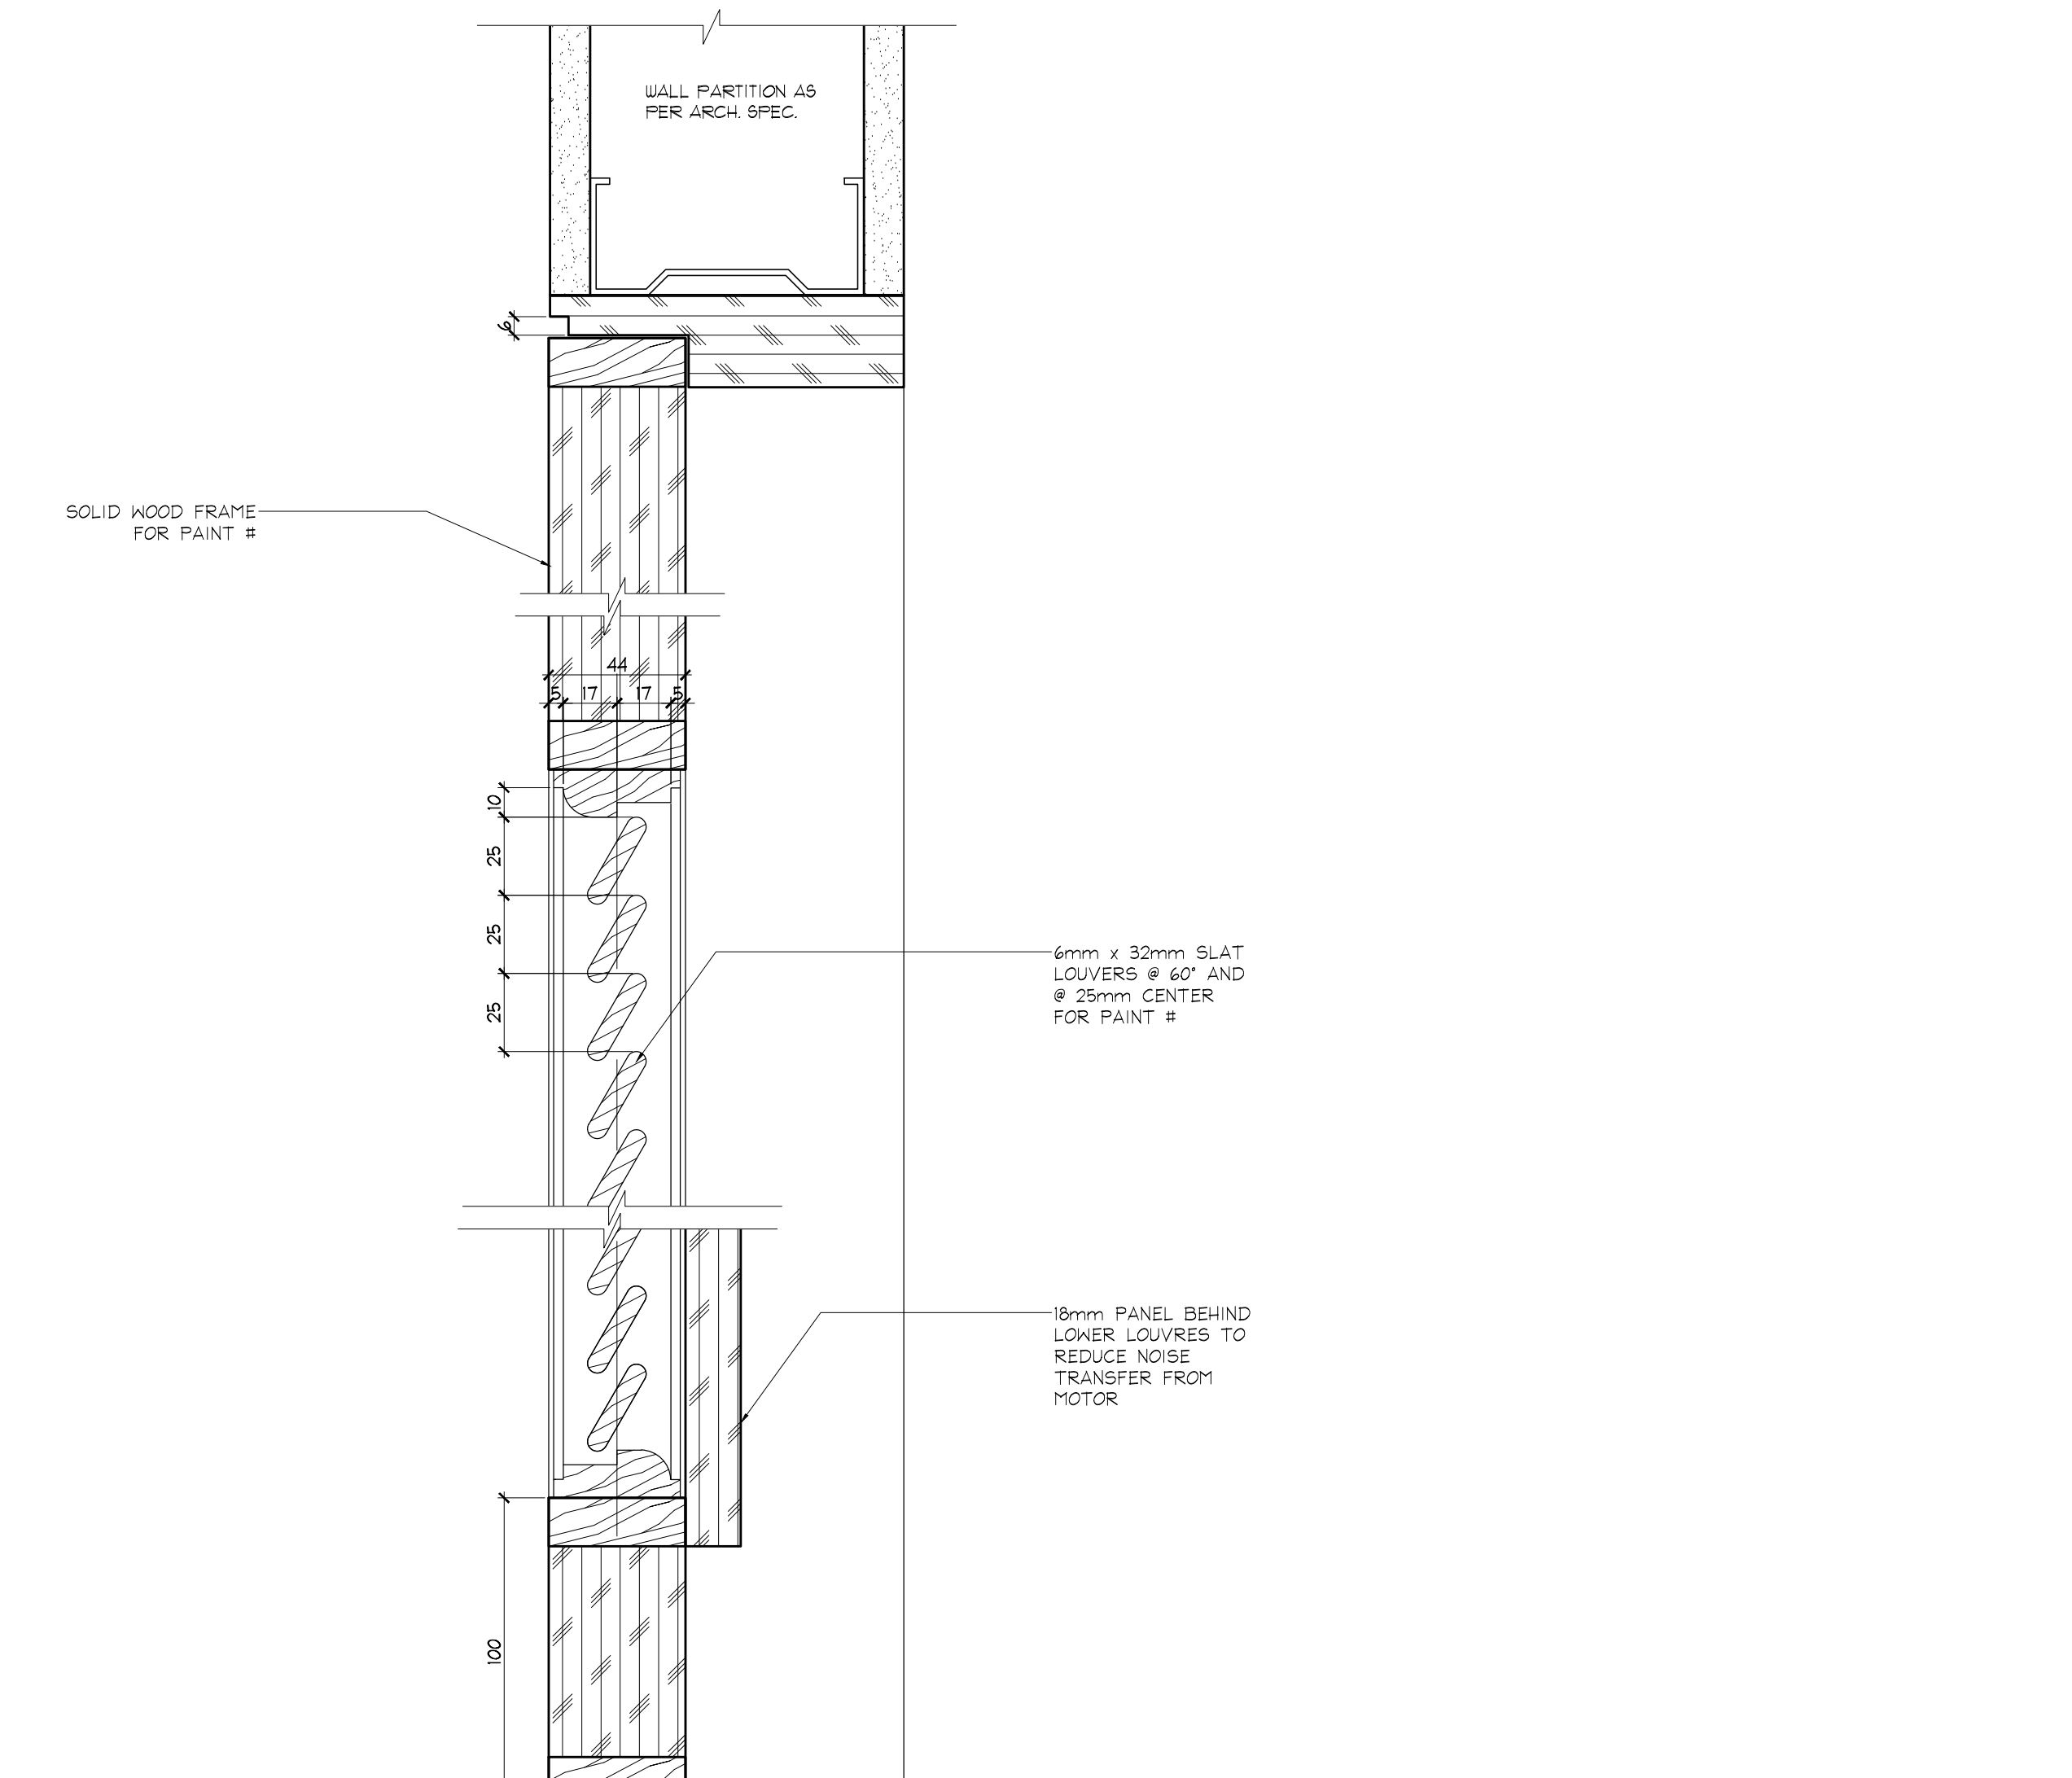 WALL PARTITION AS
PER ARCH. SPEC.
6
SOLID WOOD FRAME
FOR PAINT #
44
5 17 17 5
10
25
25
25
6mm x 32mm SLAT
LOUVERS @ 60° AND
@ 25mm CENTER
FOR PAINT #
18mm PANEL BEHIND
LOWER LOUVRES TO
REDUCE NOISE
TRANSFER FROM
MOTOR
100